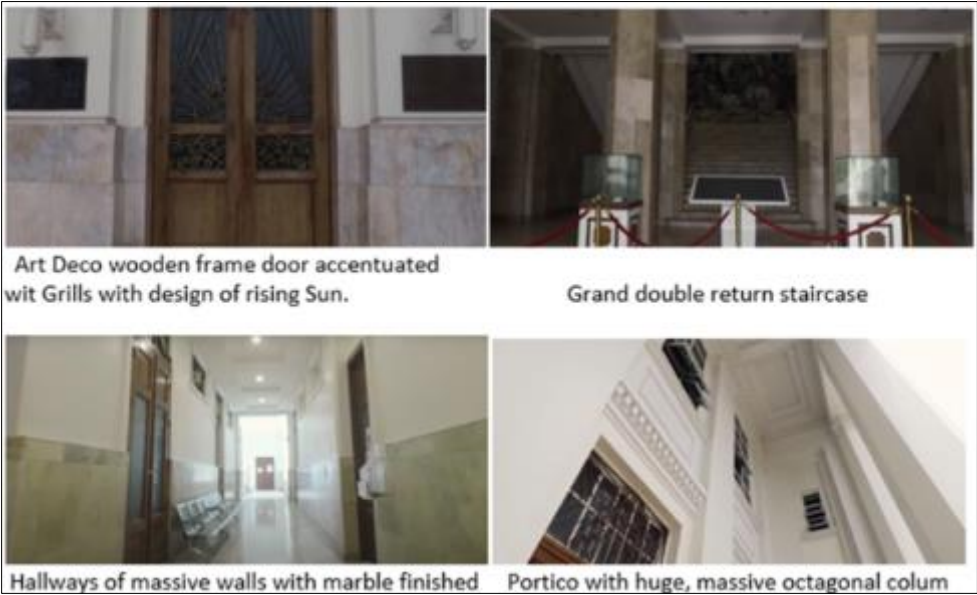 Art Deco wooden frame door accentuated
wit Grills with design of rising Sun.
Grand double return staircase
Hallways of massive walls with marble finished
Portico with huge, massive octagonal colum